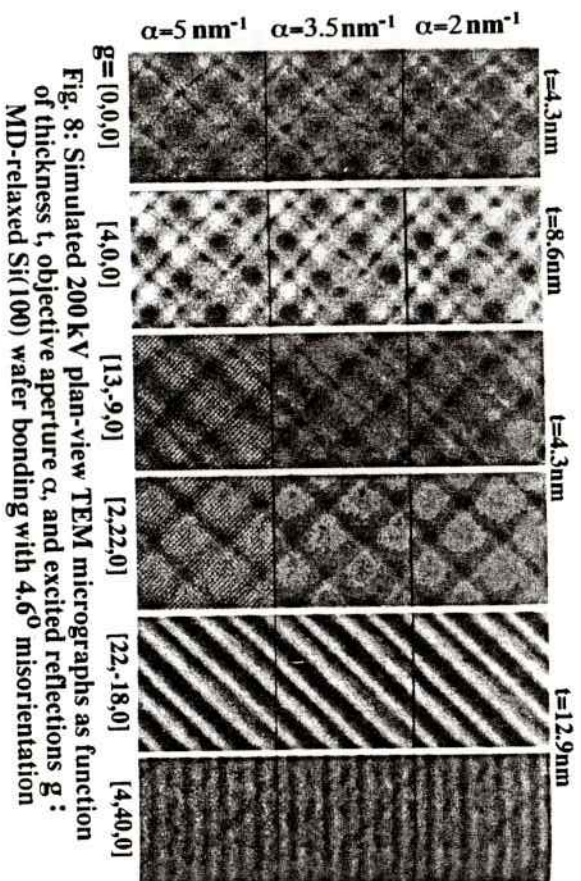 t=4.3nm t=8.6nm t=4.3nm t=12.9nm
α=2 nm⁻¹
α=3.5 nm⁻¹
α=5 nm⁻¹
g= [0,0,0] [4,0,0] [13,-9,0] [2,22,0] [22,-18,0] [4,40,0]
Fig. 8: Simulated 200 kV plan-view TEM micrographs as function
of thickness t, objective aperture α, and excited reflections g :
MD-relaxed Si(100) wafer bonding with 4.6⁰ misorientation